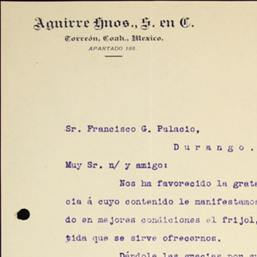 Aguirre Hnos., S. en C.
Torreón, Coah., Mexico.
APARTADO 186.
Sr. Francisco G. Palacio,
Durango.
Muy Sr. n/ y amigo:
Nos ha favorecido la grata
cia á cuyo contenido le manifestamos
do en mejores condiciones el frijol,
tida que se sirve ofrecernos.
Dándole las gracias por